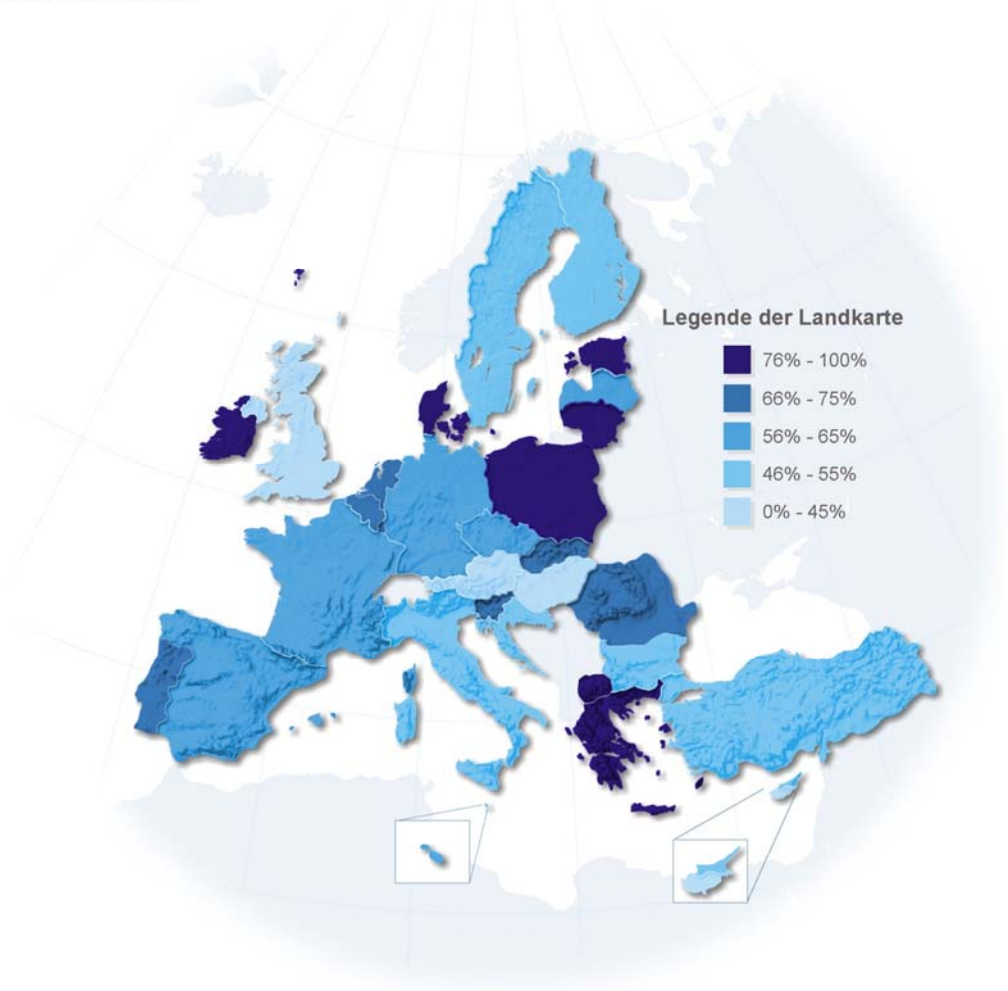 Legende der Landkarte
76% - 100%
66% - 75%
56% - 65%
46% - 55%
0% - 45%